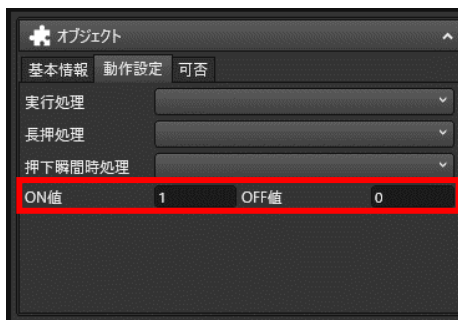 オブジェクト
基本情報 動作設定 可否
実行処理
長押処理
押下瞬間時処理
ON値 1 OFF値 0